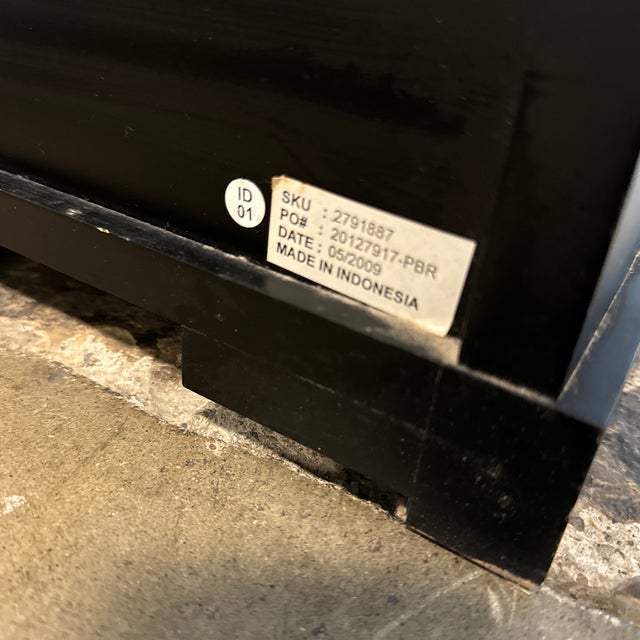 ID
01
SKU : 2791887
PO# : 20127917-PBR
DATE : 05/2009
MADE IN INDONESIA